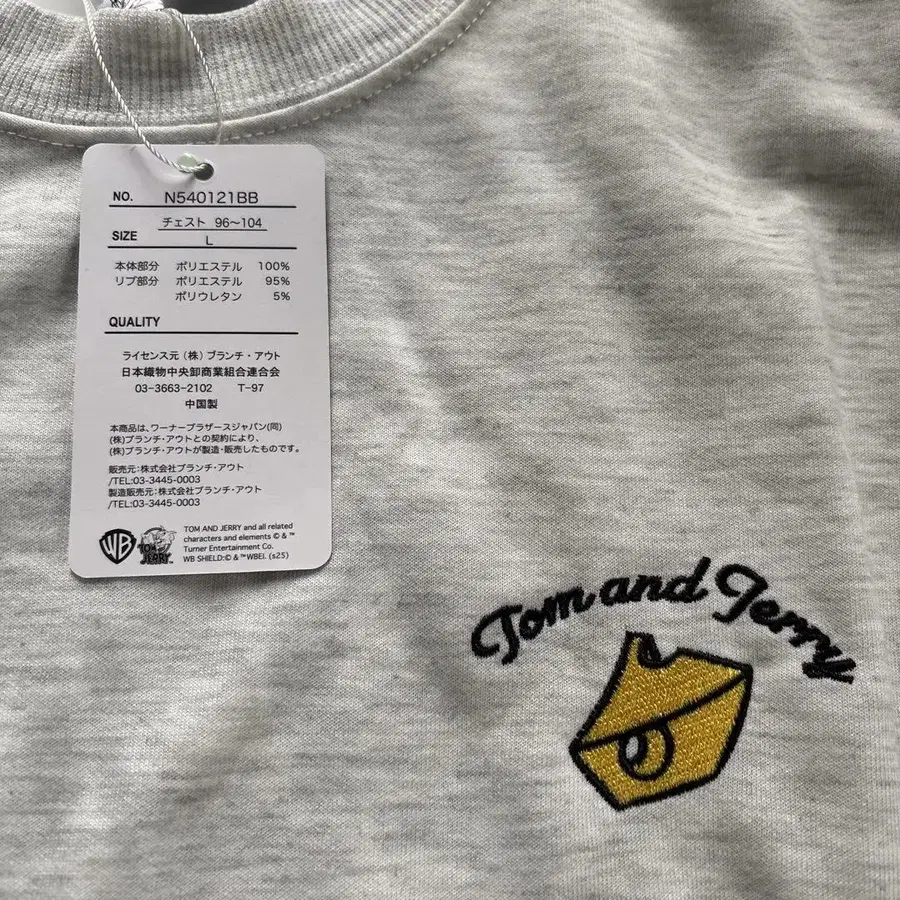 NO. N540121BB
チェスト 96〜104
SIZE L
本体部分 ポリエステル 100%
リブ部分 ポリエステル 95%
ポリウレタン 5%
QUALITY
ライセンス元（株）ブランチ・アウト
日本織物中央卸商業組合連合会
03-3663-2102 T-97
中国製
本商品は、ワーナーブラザースジャパン(同)
(株)ブランチ・アウトとの契約により、
(株)ブランチ・アウトが製造・販売したものです。
販売元：株式会社ブランチ・アウト
/TEL:03-3445-0003
製造販売元：株式会社ブランチ・アウト
/TEL:03-3445-0003
WB
TOM AND JERRY™
TOM AND JERRY and all related
characters and elements © & ™
Turner Entertainment Co.
WB SHIELD:© & ™WBEI. (s25)
Tom and Jerry